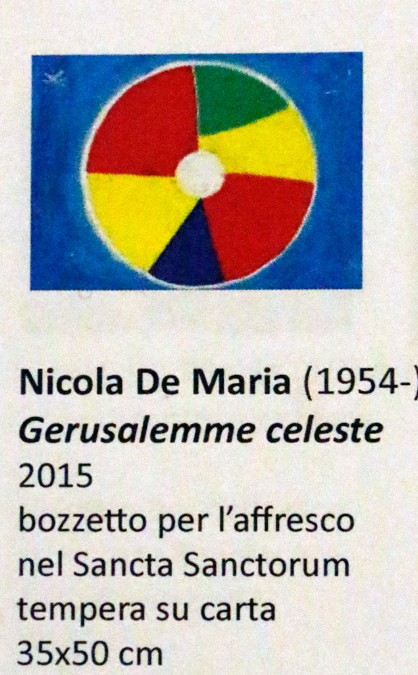 Nicola De Maria (1954-)
Gerusalemme celeste
2015
bozzetto per l'affresco
nel Sancta Sanctorum
tempera su carta
35x50 cm